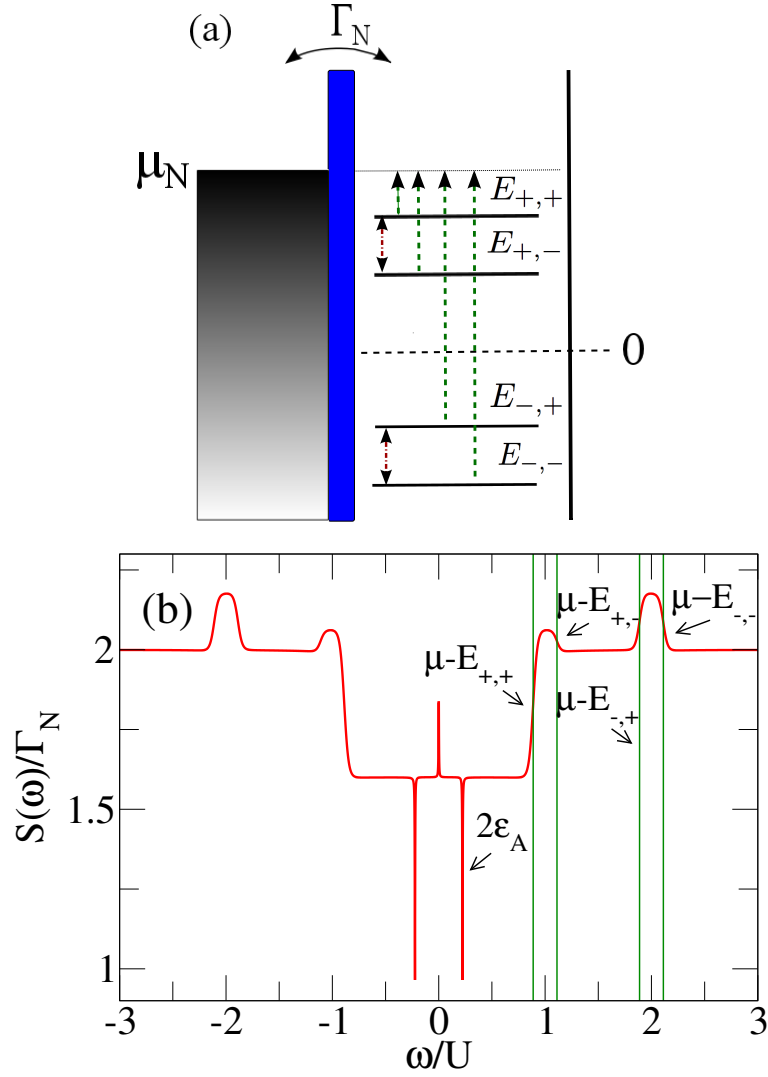 (a)
Γ_N
μ_N
E_{+,+}
E_{+,-}
0
E_{-,+}
E_{-,-}
(b)
μ-E_{+,-}
μ-E_{-,-}
μ-E_{+,+}
μ-E_{-,+}
2ε_A
S(ω)/Γ_N
2
1.5
1
-3 -2 -1 0 1 2 3
ω/U